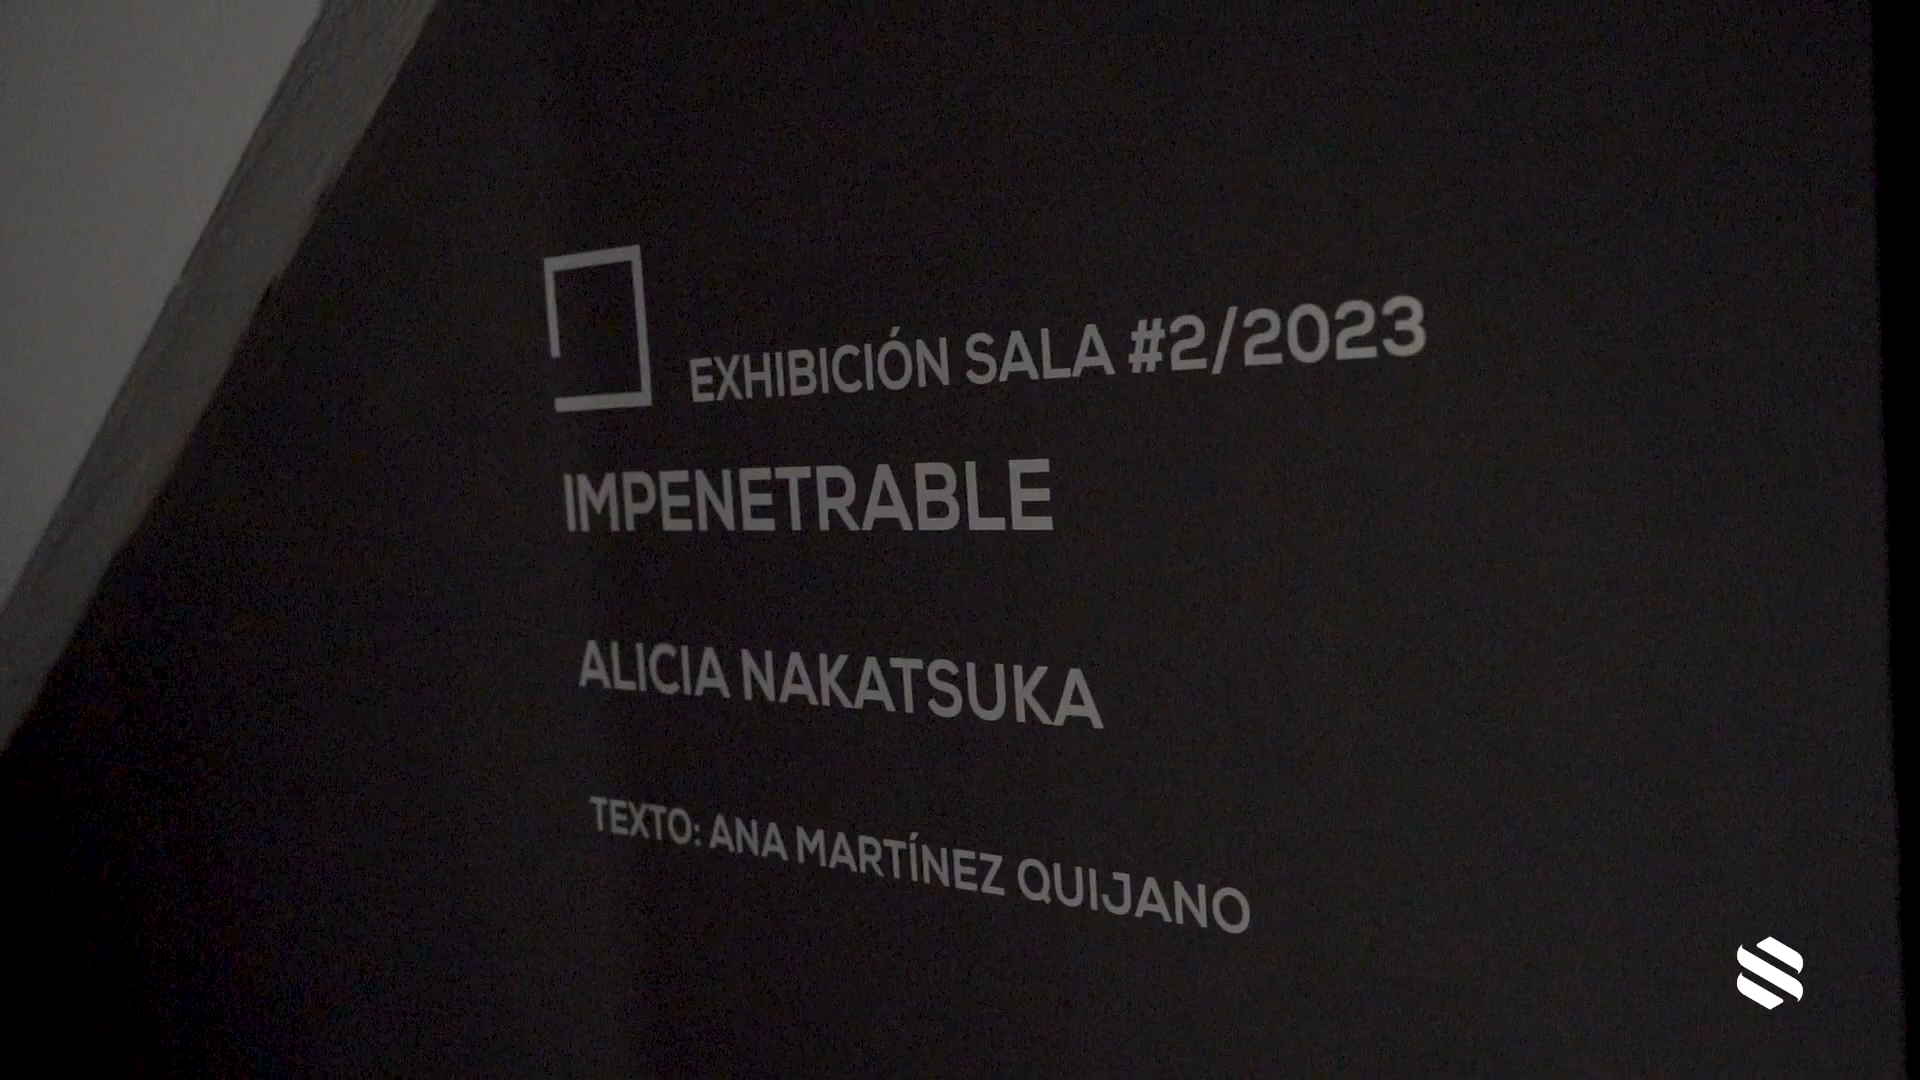 EXHIBICIÓN SALA #2/2023
IMPENETRABLE
ALICIA NAKATSUKA
TEXTO: ANA MARTÍNEZ QUIJANO